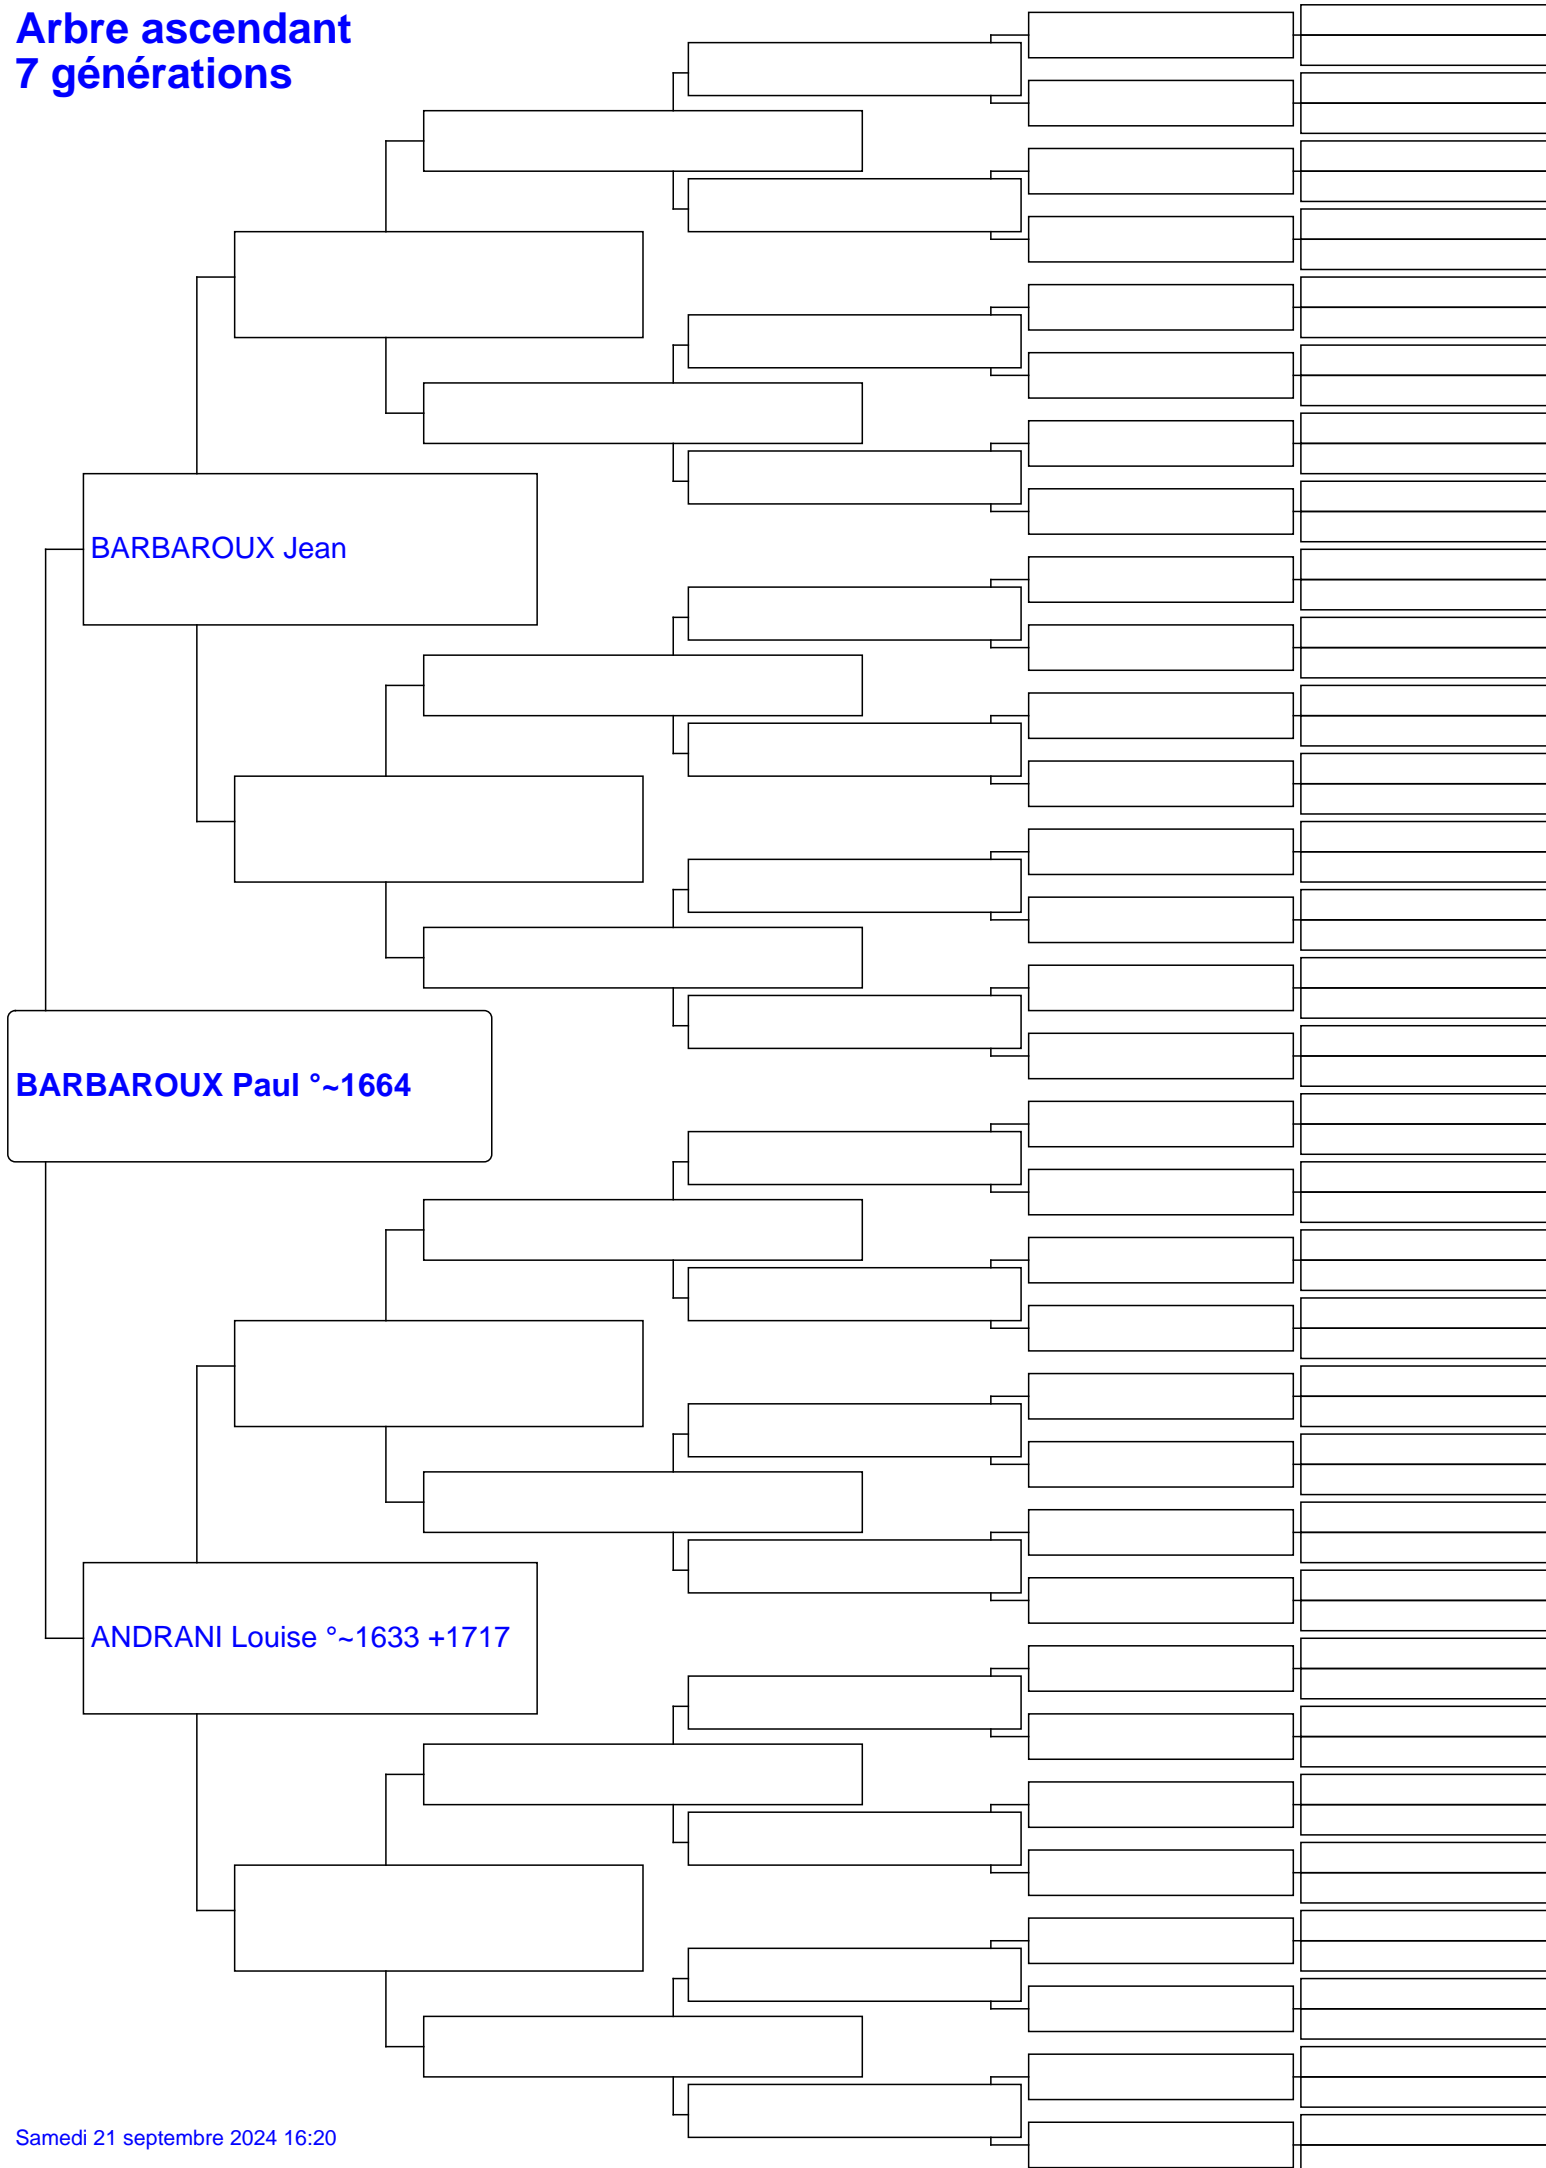 Arbre ascendant
7 générations
BARBAROUX Jean
BARBAROUX Paul °~1664
ANDRANI Louise °~1633 +1717
Samedi 21 septembre 2024 16:20